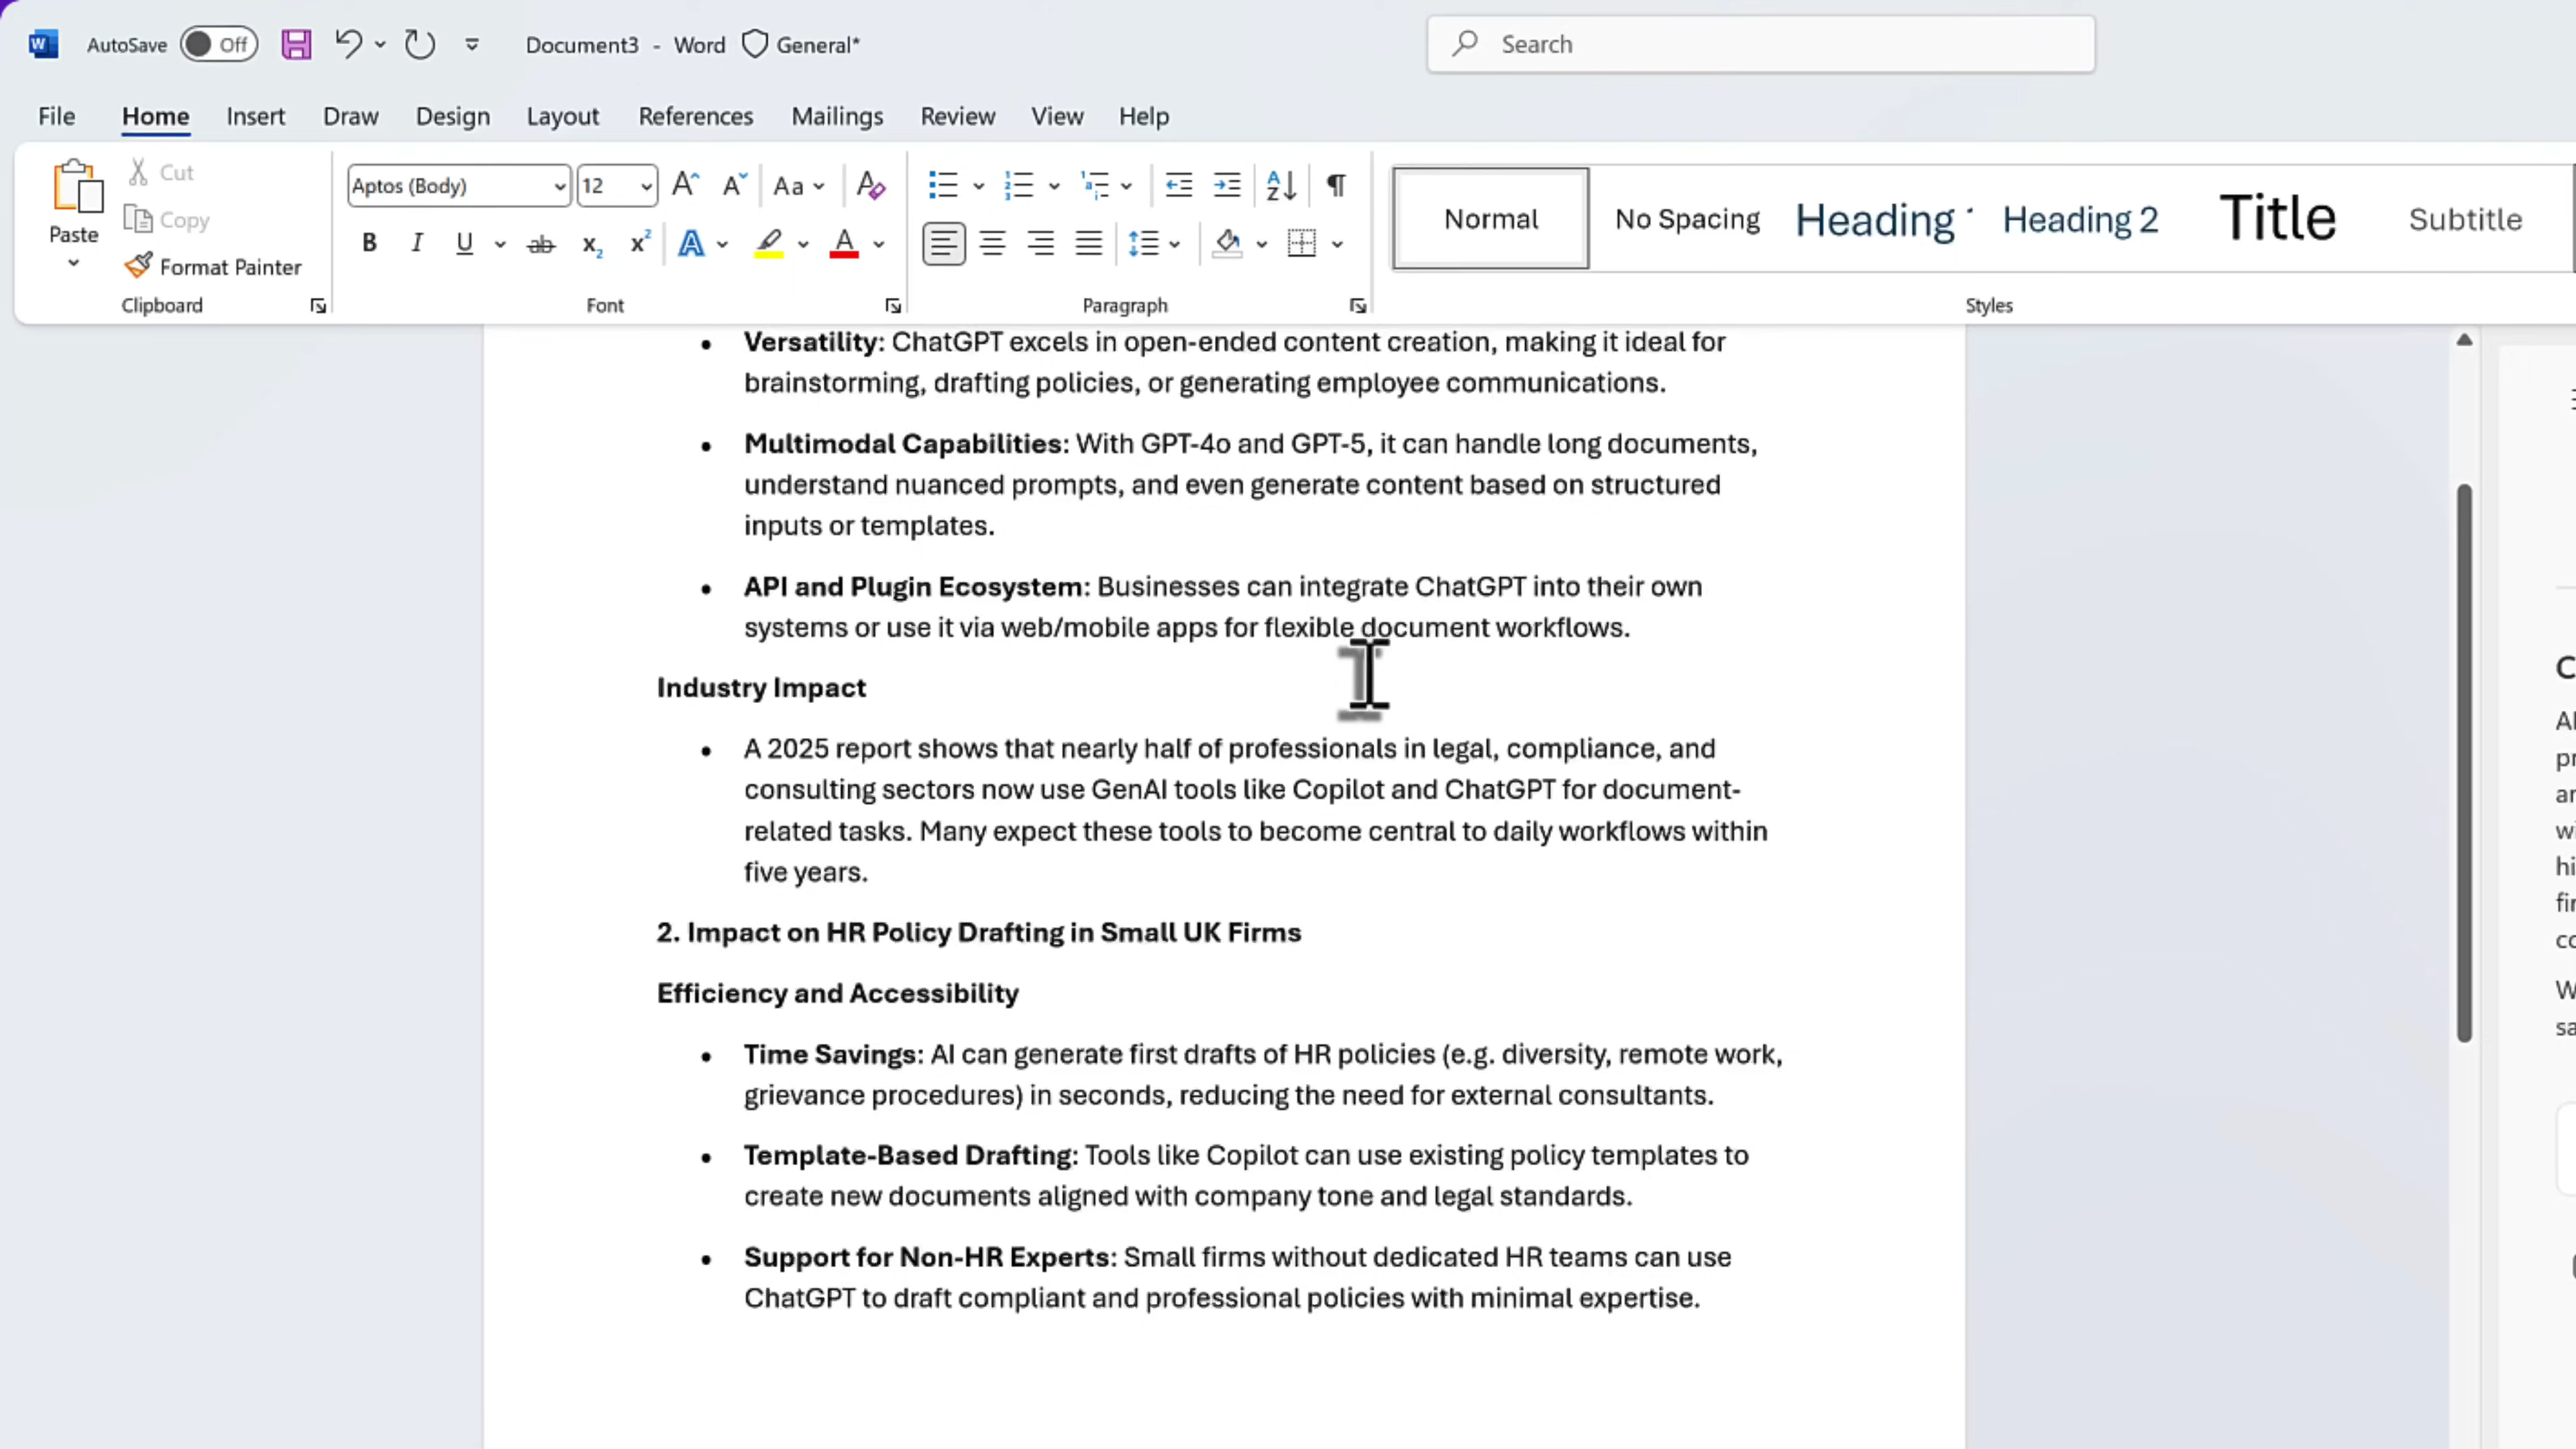 AutoSave Off Document3 - Word General* Search
File Home Insert Draw Design Layout References Mailings Review View Help
Paste
Cut
Copy
Format Painter
Clipboard
Aptos (Body) 12
Font
Paragraph
Normal No Spacing Heading Heading 2 Title Subtitle
Styles
• Versatility: ChatGPT excels in open-ended content creation, making it ideal for
brainstorming, drafting policies, or generating employee communications.
• Multimodal Capabilities: With GPT-4o and GPT-5, it can handle long documents,
understand nuanced prompts, and even generate content based on structured
inputs or templates.
• API and Plugin Ecosystem: Businesses can integrate ChatGPT into their own
systems or use it via web/mobile apps for flexible document workflows.
Industry Impact
• A 2025 report shows that nearly half of professionals in legal, compliance, and
consulting sectors now use GenAI tools like Copilot and ChatGPT for document-
related tasks. Many expect these tools to become central to daily workflows within
five years.
2. Impact on HR Policy Drafting in Small UK Firms
Efficiency and Accessibility
• Time Savings: AI can generate first drafts of HR policies (e.g. diversity, remote work,
grievance procedures) in seconds, reducing the need for external consultants.
• Template-Based Drafting: Tools like Copilot can use existing policy templates to
create new documents aligned with company tone and legal standards.
• Support for Non-HR Experts: Small firms without dedicated HR teams can use
ChatGPT to draft compliant and professional policies with minimal expertise.